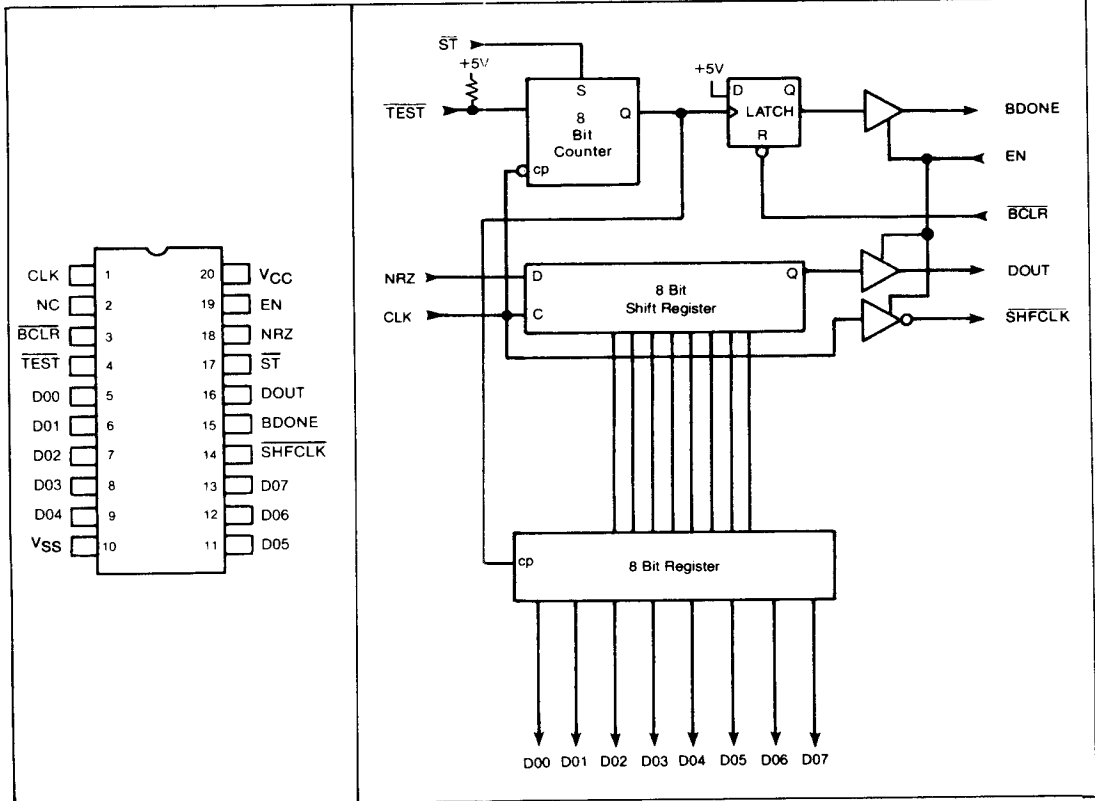 CLK 1 20 VCC
NC 2 19 EN
BCLR 3 18 NRZ
TEST 4 17 ST
D00 5 16 DOUT
D01 6 15 BDONE
D02 7 14 SHFCLK
D03 8 13 D07
D04 9 12 D06
VSS 10 11 D05
ST
+5V
TEST
S
8
Bit
Counter
Q
cp
+5V
D Q
LATCH
R
BDONE
EN
BCLR
NRZ
CLK
D
C
8 Bit
Shift Register
Q
DOUT
SHFCLK
cp
8 Bit Register
D00 D01 D02 D03 D04 D05 D06 D07